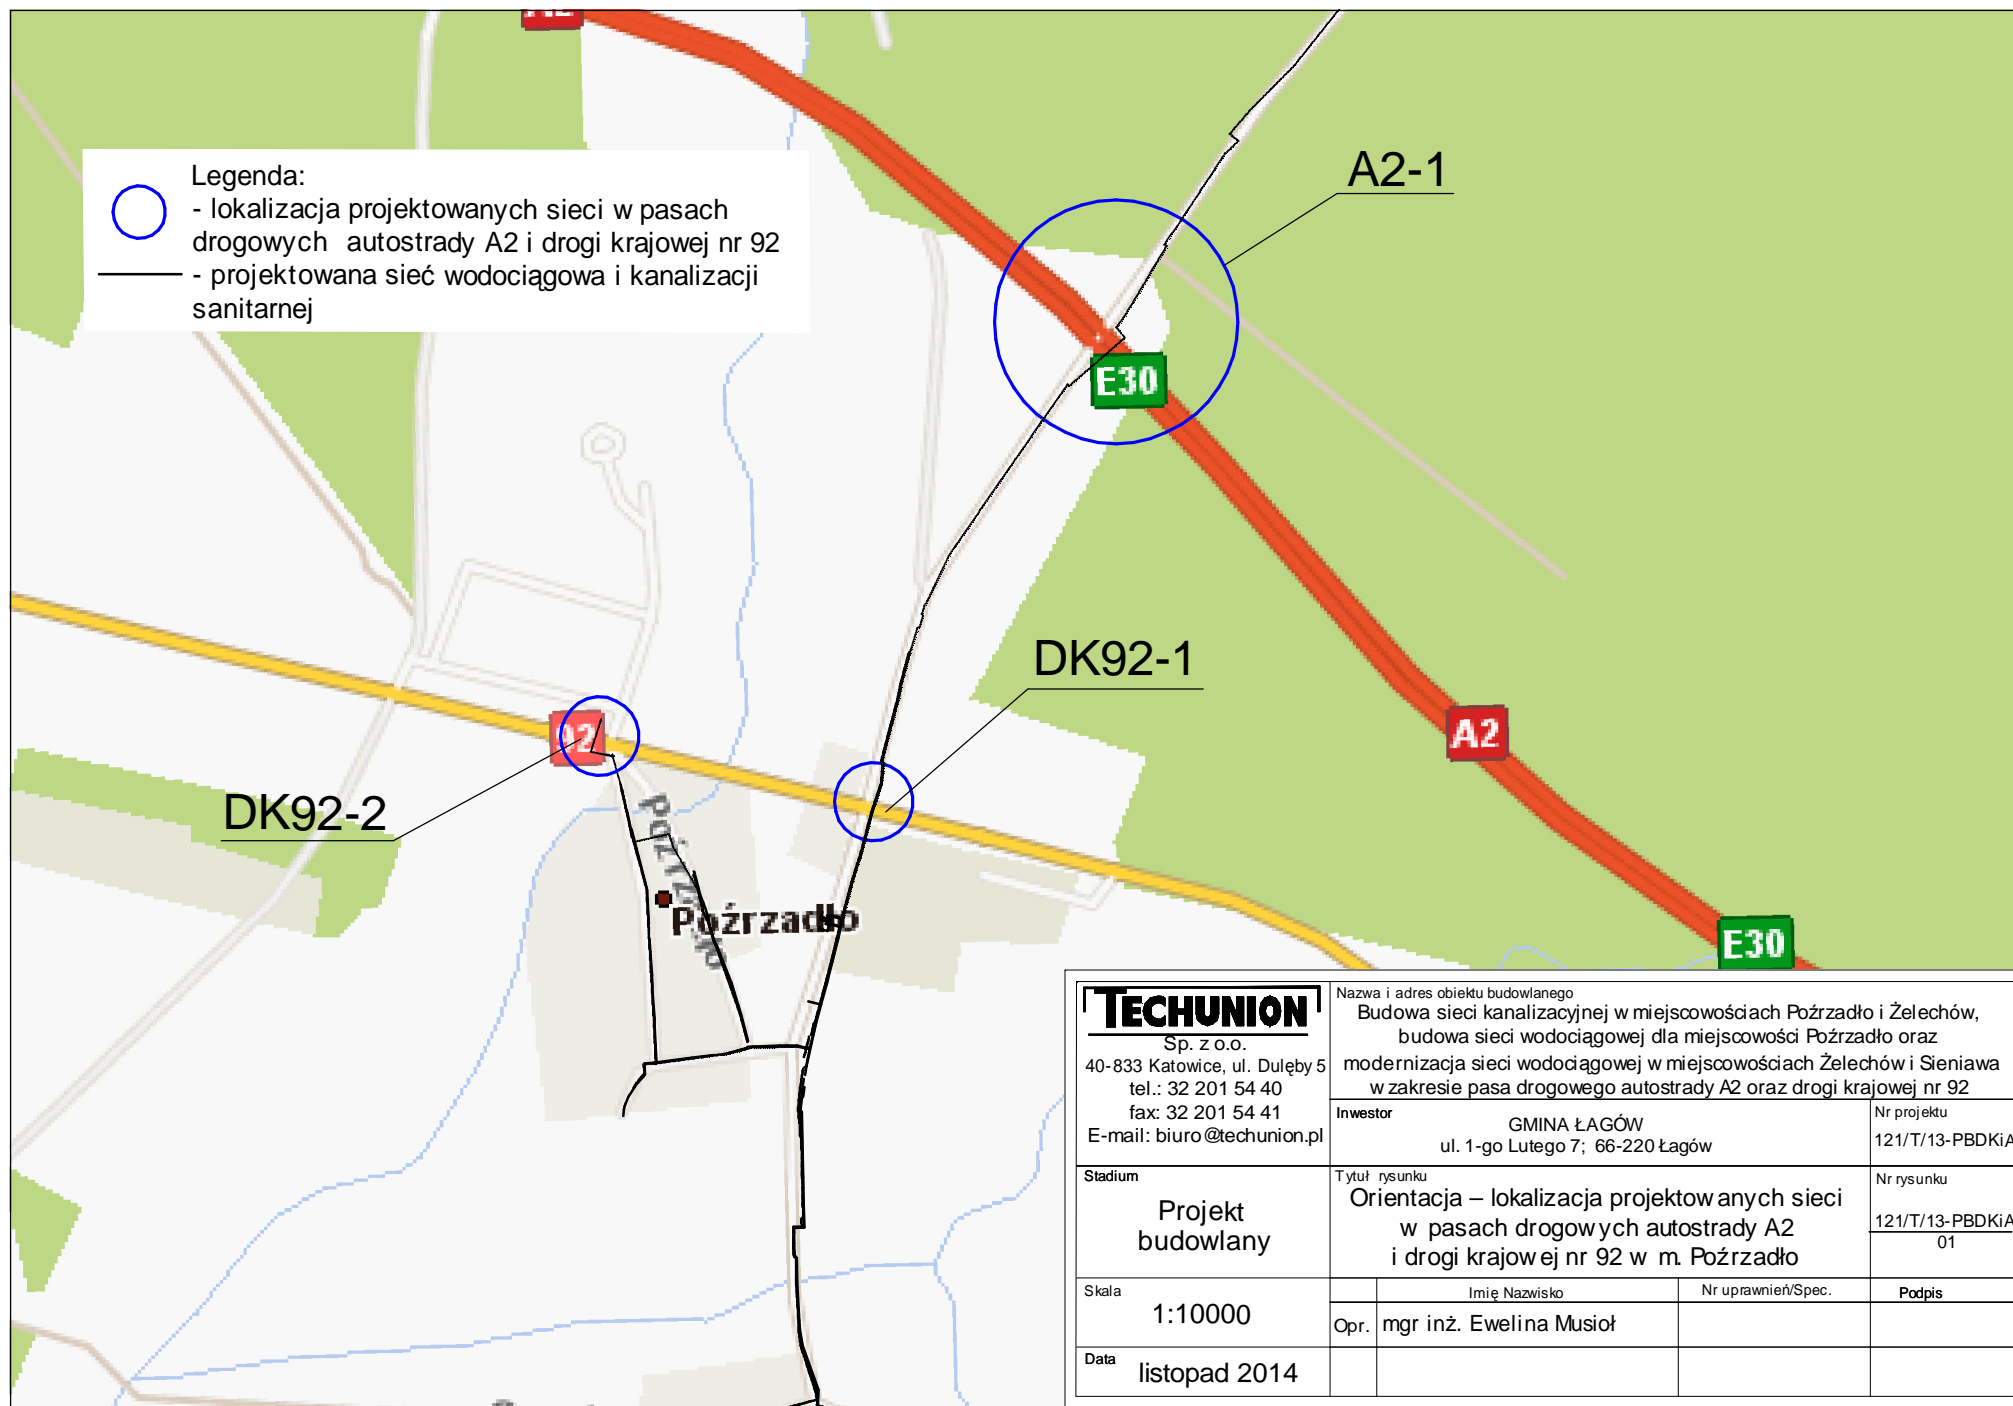 Legenda:
- lokalizacja projektowanych sieci w pasach
drogowych autostrady A2 i drogi krajowej nr 92
- projektowana sieć wodociągowa i kanalizacji
sanitarnej
A2-1
E30
DK92-1
A2
92
DK92-2
Poźrzadło
E30
TECHUNION
Sp. z o.o.
40-833 Katowice, ul. Dulęby 5
tel.: 32 201 54 40
fax: 32 201 54 41
E-mail: biuro@techunion.pl
Nazwa i adres obiektu budowlanego
Budowa sieci kanalizacyjnej w miejscowościach Poźrzadło i Żelechów,
budowa sieci wodociągowej dla miejscowości Poźrzadło oraz
modernizacja sieci wodociągowej w miejscowościach Żelechów i Sieniawa
w zakresie pasa drogowego autostrady A2 oraz drogi krajowej nr 92
Inwestor
GMINA ŁAGÓW
ul. 1-go Lutego 7; 66-220 Łagów
Nr projektu
121/T/13-PBDKiA
Stadium
Projekt
budowlany
Tytuł rysunku
Orientacja – lokalizacja projektowanych sieci
w pasach drogowych autostrady A2
i drogi krajowej nr 92 w m. Poźrzadło
Nr rysunku
121/T/13-PBDKiA
01
Skala
1:10000
Imię Nazwisko
Nr uprawnień/Spec.
Podpis
Opr.
mgr inż. Ewelina Musioł
Data
listopad 2014